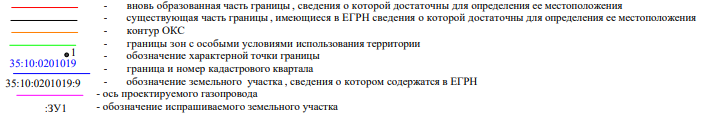 - вновь образованная часть границы , сведения о которой достаточны для определения ее местоположения
- существующая часть границы , имеющиеся в ЕГРН сведения о которой достаточны для определения ее местоположения
- контур ОКС
- границы зон с особыми условиями использования территории
1 - обозначение характерной точки границы
35:10:0201019 - граница и номер кадастрового квартала
35:10:0201019:9 - обозначение земельного участка , сведения о котором содержатся в ЕГРН
- ось проектируемого газопровода
:ЗУ1 - обозначение испрашиваемого земельного участка